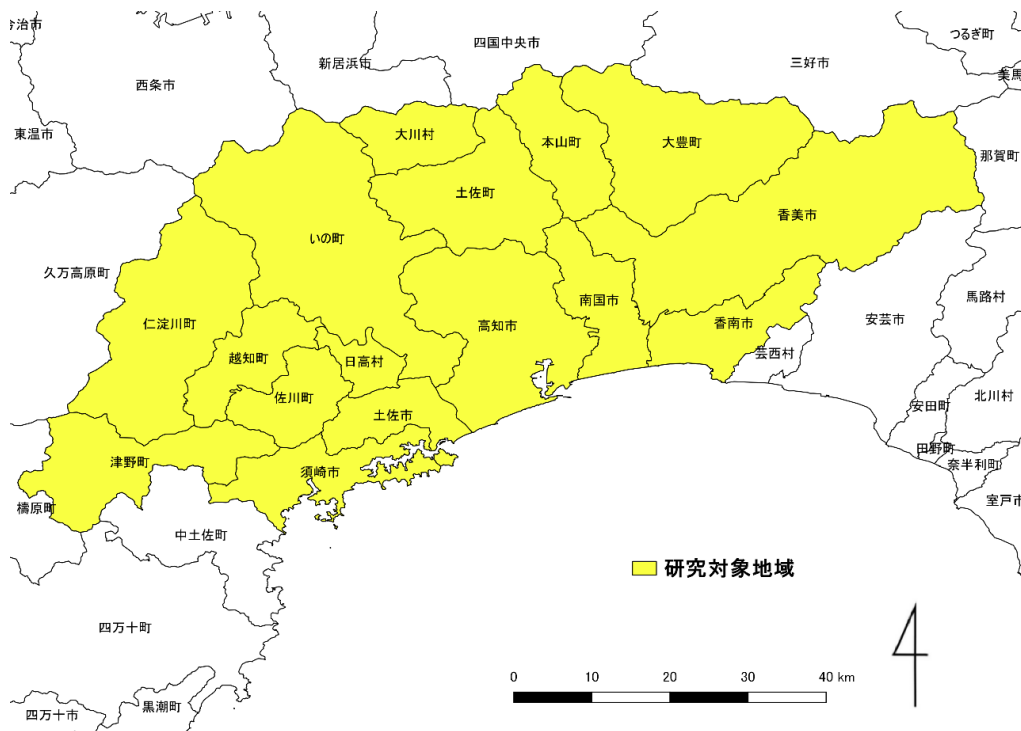 今治市
四国中央市
つるぎ町
新居浜市
三好市
美馬
西条市
東温市
大川村
本山町
大豊町
那賀町
土佐町
香美市
いの町
久万高原町
南国市
馬路村
仁淀川町
高知市
香南市
安芸市
越知町
日高村
芸西村
佐川町
北川村
安田町
土佐市
田野町
津野町
須崎市
奈半利町
室戸市
檮原町
中土佐町
研究対象地域
四万十町
0 10 20 30 40 km
黒潮町
四万十市